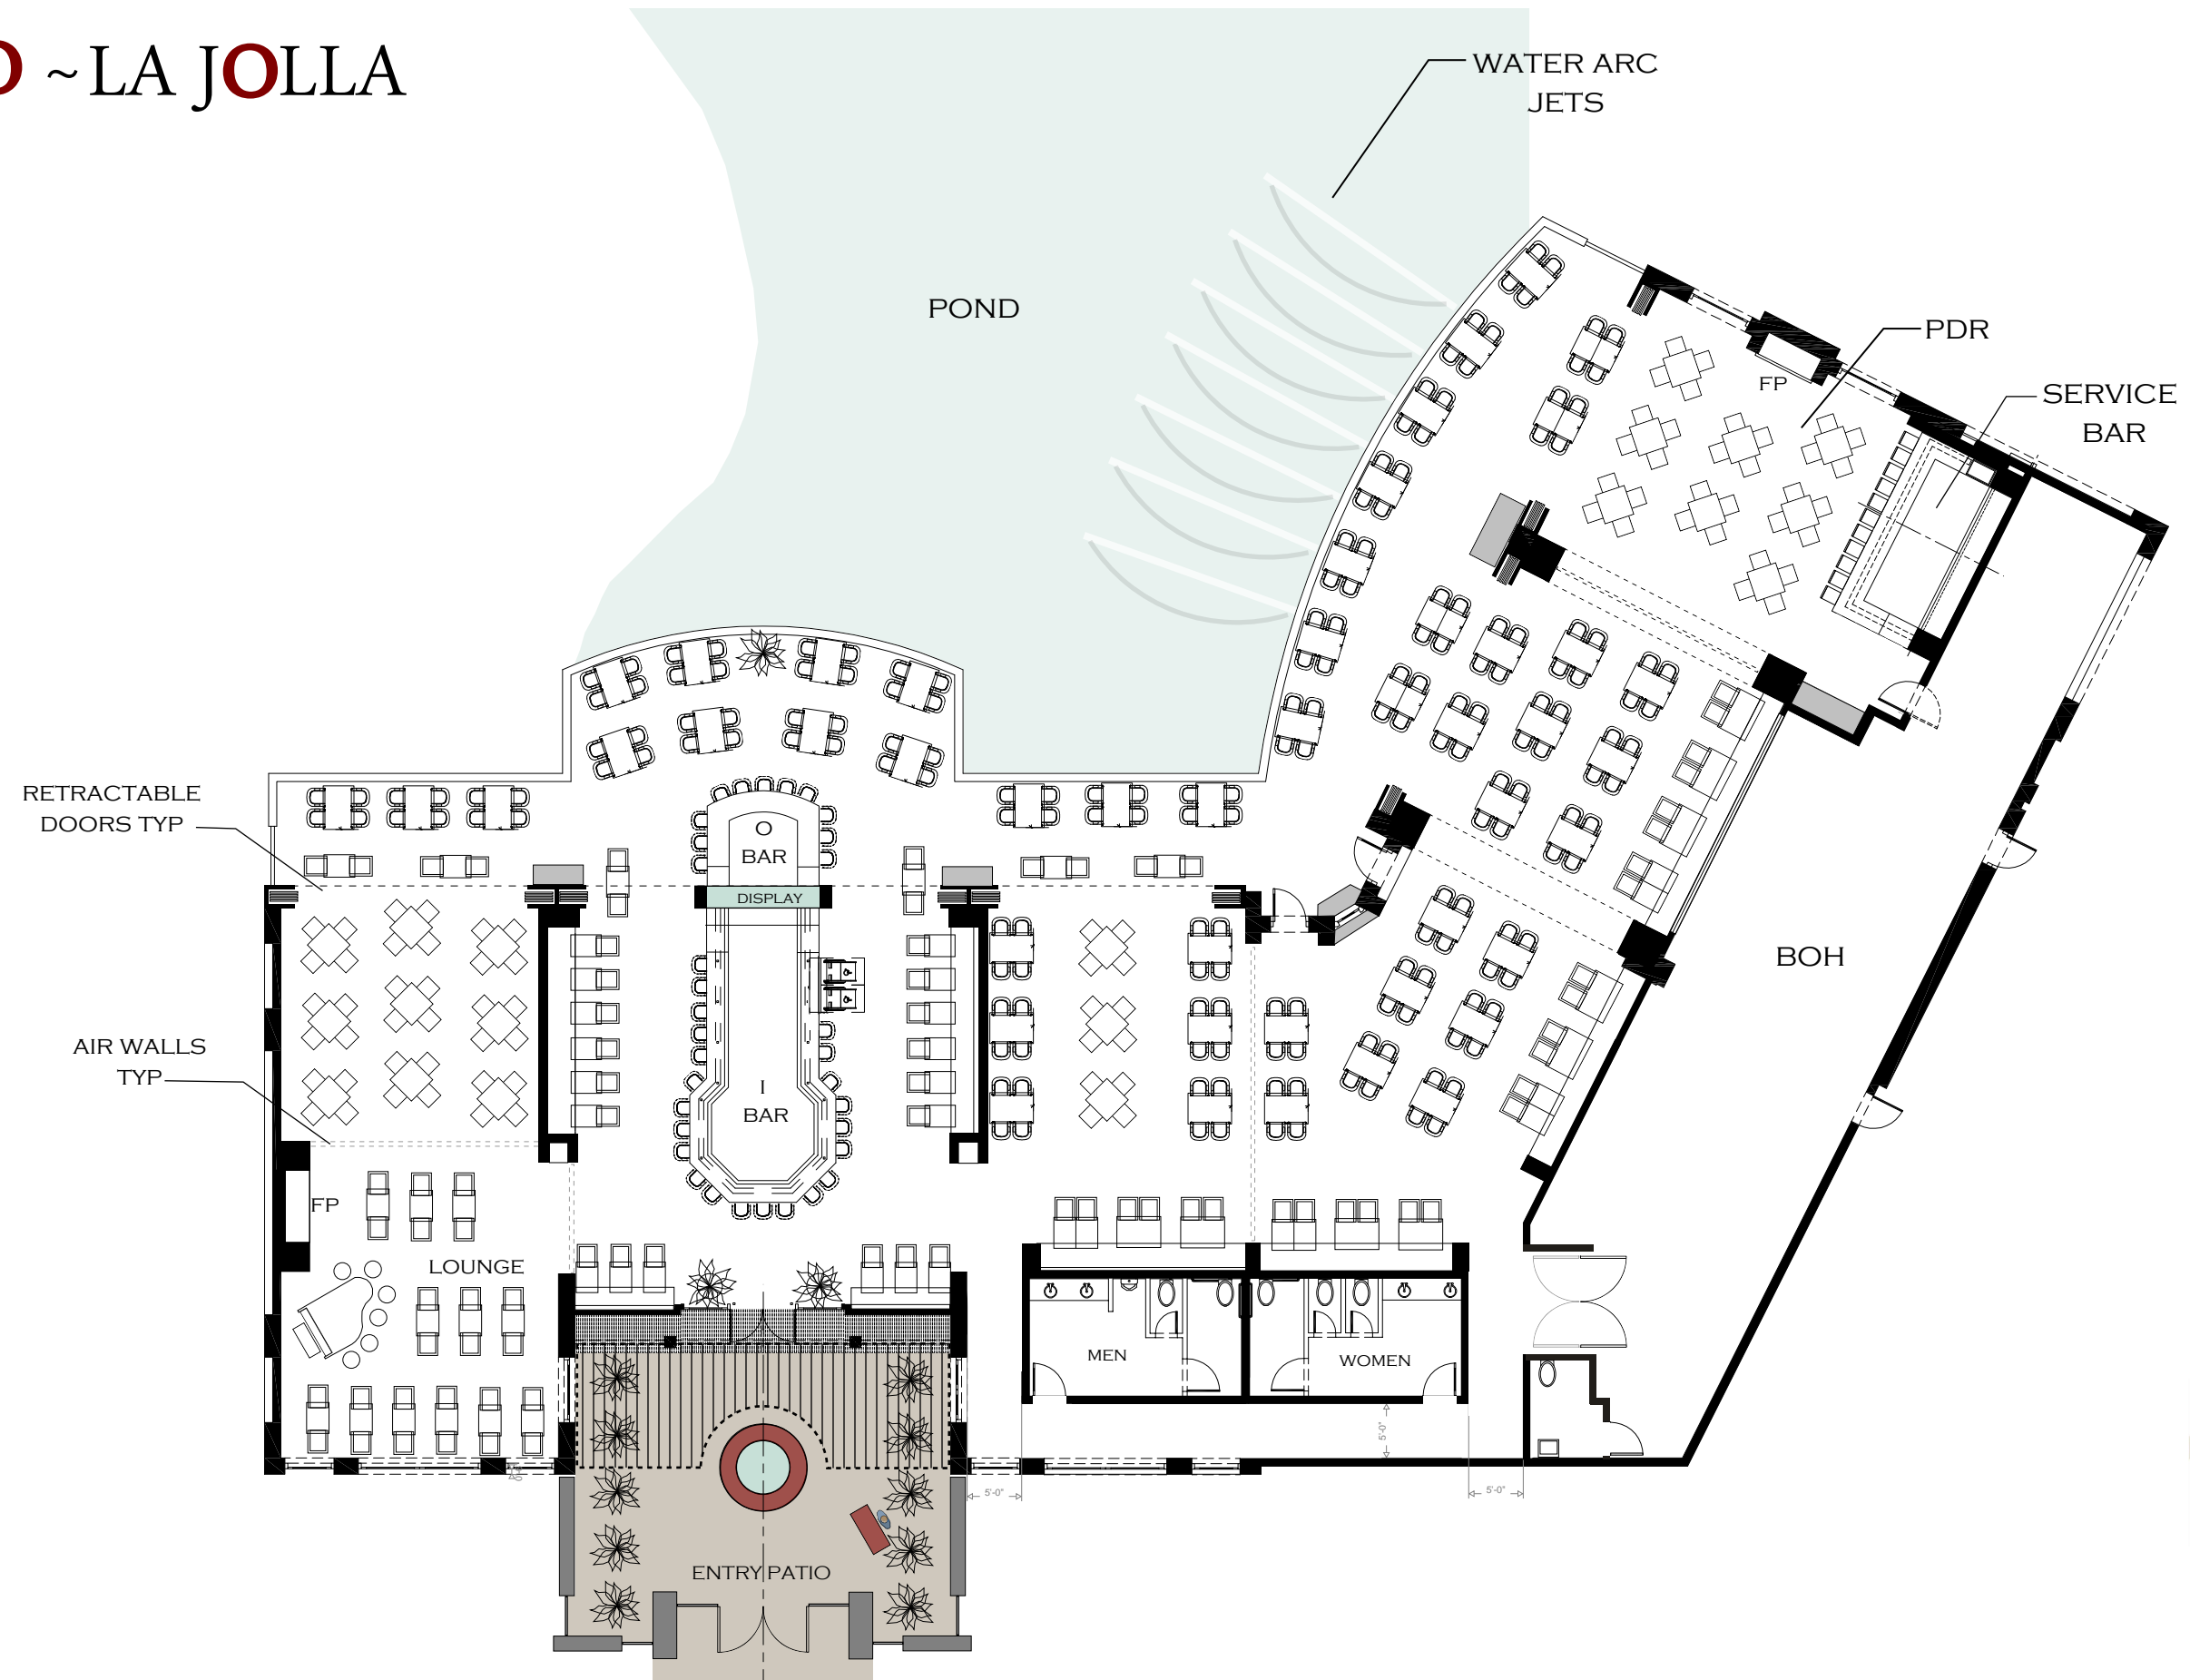 O ~LA JOLLA
WATER ARC
JETS
POND
PDR
FP
SERVICE
BAR
RETRACTABLE
DOORS TYP
O
BAR
DISPLAY
BOH
AIR WALLS
TYP
I
BAR
FP
LOUNGE
MEN
WOMEN
5'-0"
5'-0"
5'-0"
ENTRY PATIO